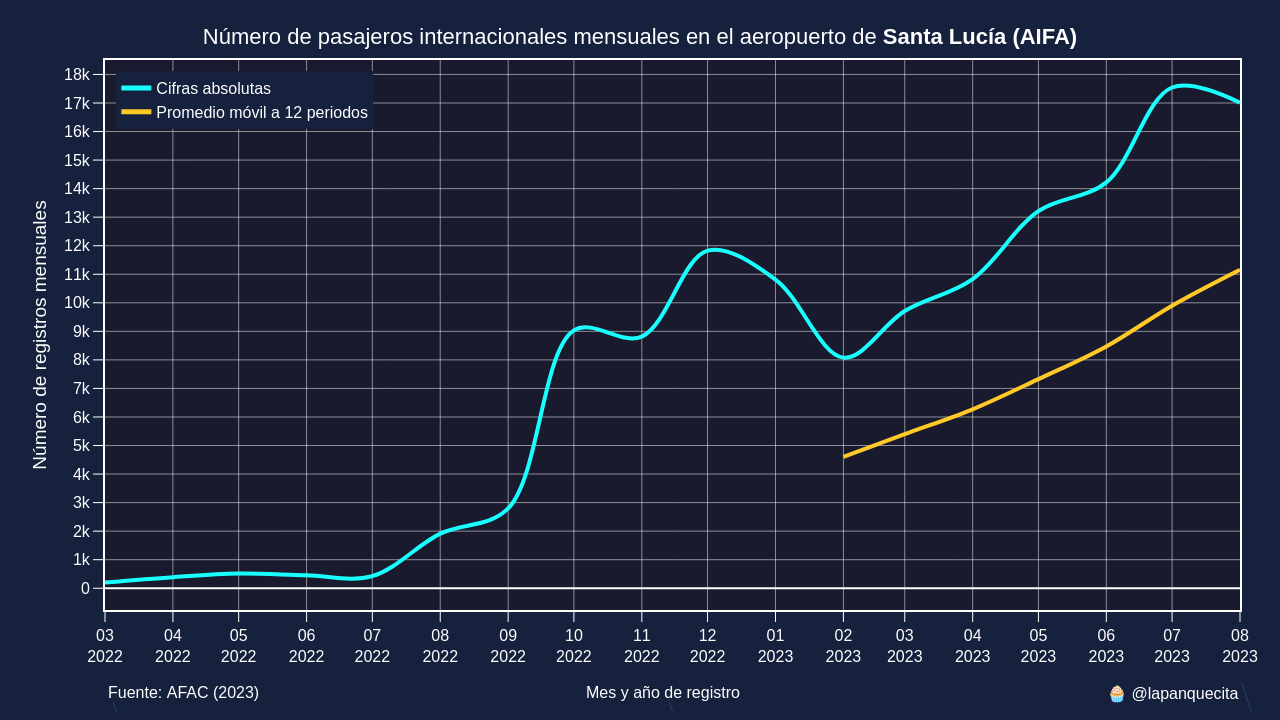 Número de pasajeros internacionales mensuales en el aeropuerto de Santa Lucía (AIFA)
Cifras absolutas
Promedio móvil a 12 periodos
Número de registros mensuales
18k
17k
16k
15k
14k
13k
12k
11k
10k
9k
8k
7k
6k
5k
4k
3k
2k
1k
0
03 04 05 06 07 08 09 10 11 12 01 02 03 04 05 06 07 08
2022 2022 2022 2022 2022 2022 2022 2022 2022 2022 2023 2023 2023 2023 2023 2023 2023 2023
Fuente: AFAC (2023) Mes y año de registro 🧁 @lapanquecita